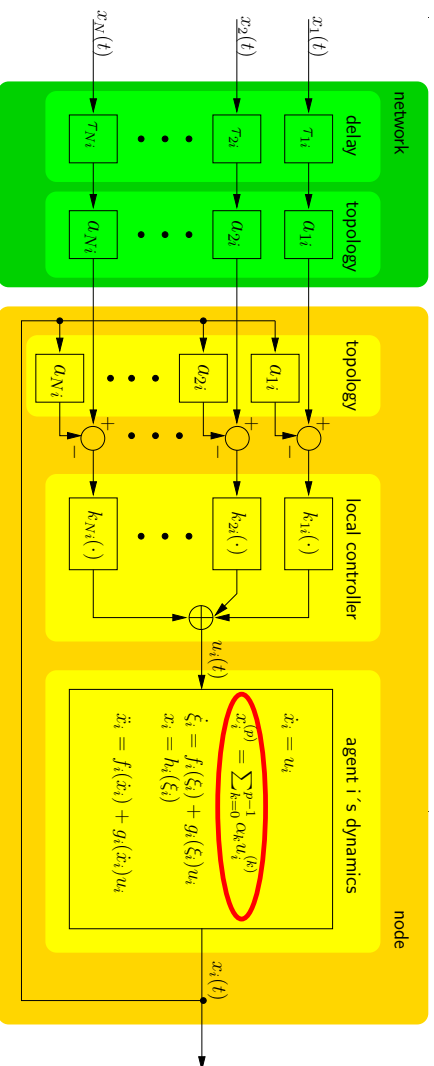 network
delay
topology
x_1(t)
τ_{1i}
a_{1i}
x_2(t)
τ_{2i}
a_{2i}
x_N(t)
τ_{Ni}
a_{Ni}
node
topology
a_{1i}
+
−
a_{2i}
+
−
a_{Ni}
+
−
local controller
k_{1i}(·)
k_{2i}(·)
k_{Ni}(·)
u_i(t)
agent i´s dynamics
ẋ_i = u_i
x_i^{(p)} = ∑_{k=0}^{p−1} α_k u_i^{(k)}
ξ̇_i = f_i(ξ_i) + g_i(ξ_i)u_i
x_i = h_i(ξ_i)
ẍ_i = f_i(ẋ_i) + g_i(ẋ_i)u_i
x_i(t)